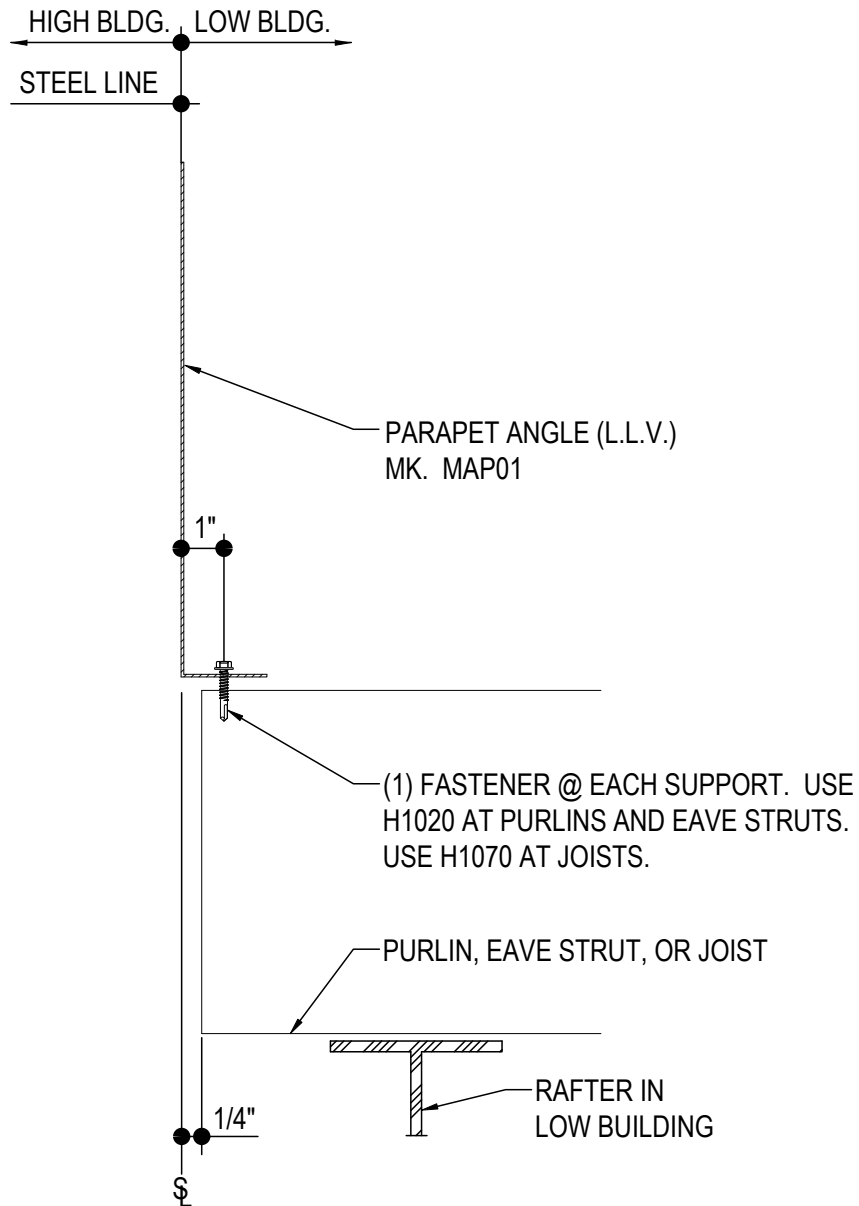 HIGH BLDG. LOW BLDG.
STEEL LINE
PARAPET ANGLE (L.L.V.)
MK. MAP01
1"
(1) FASTENER @ EACH SUPPORT. USE
H1020 AT PURLINS AND EAVE STRUTS.
USE H1070 AT JOISTS.
PURLIN, EAVE STRUT, OR JOIST
RAFTER IN
LOW BUILDING
1/4"
SL